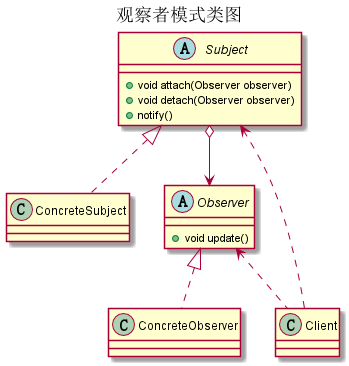 观察者模式类图
A Subject
void attach(Observer observer)
void detach(Observer observer)
notify()
C ConcreteSubject
A Observer
void update()
C ConcreteObserver
C Client